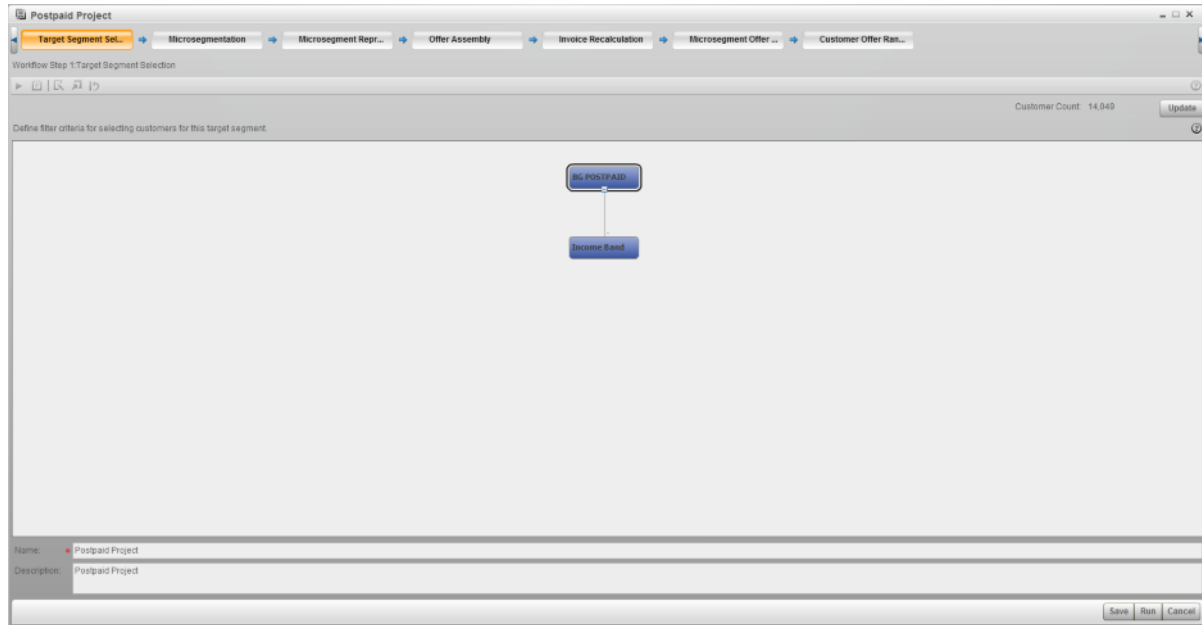 Postpaid Project
Target Segment Sel... Microsegmentation Microsegment Repr... Offer Assembly Invoice Recalculation Microsegment Offer ... Customer Offer Ran...
Workflow Step 1:Target Segment Selection
Customer Count: 14,049 Update
Define filter criteria for selecting customers for this target segment.
BG POSTPAID
Income Band
Name: * Postpaid Project
Description: Postpaid Project
Save Run Cancel